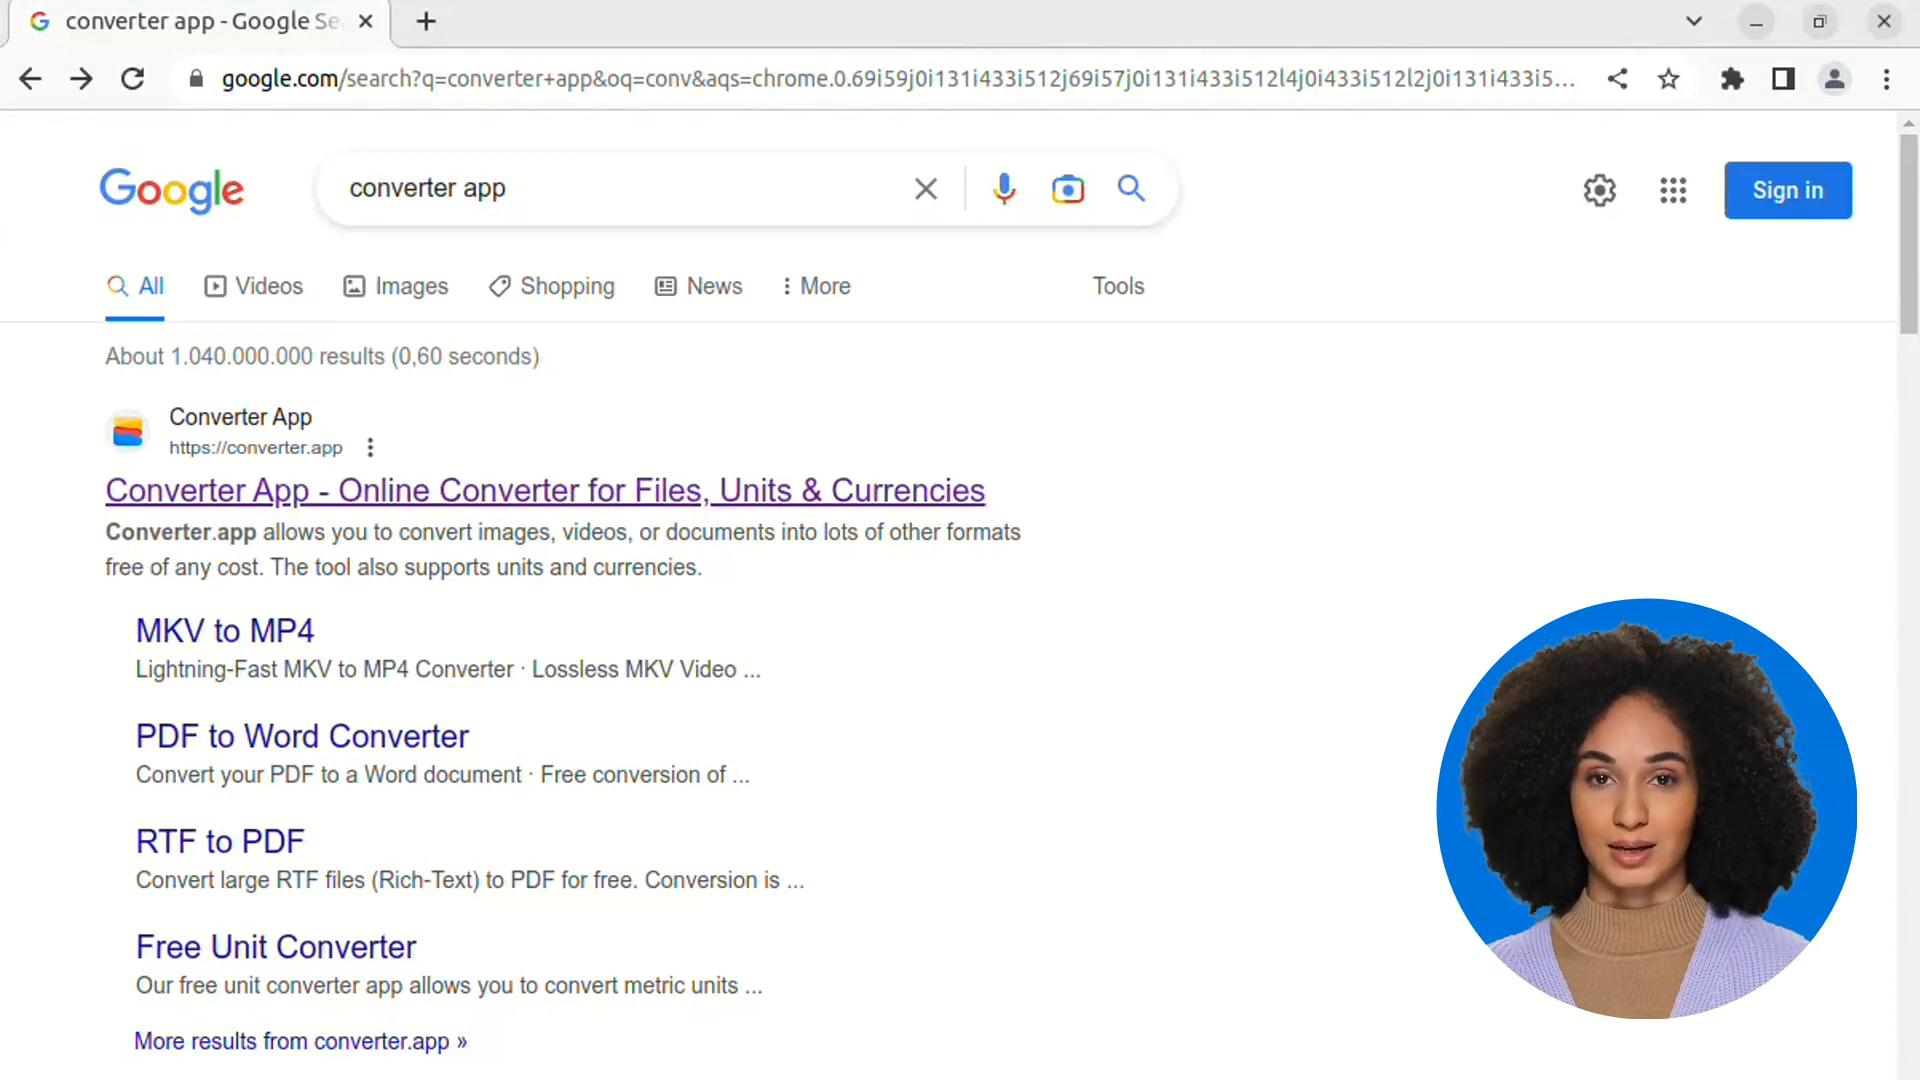 converter app - Google Se
google.com/search?q=converter+app&oq=conv&aqs=chrome.0.69i59j0i131i433i512j69i57j0i131i433i512l4j0i433i512l2j0i131i433i5...
Google
converter app
Sign in
All
Videos
Images
Shopping
News
More
Tools
About 1.040.000.000 results (0,60 seconds)
Converter App
https://converter.app
Converter App - Online Converter for Files, Units & Currencies
Converter.app allows you to convert images, videos, or documents into lots of other formats
free of any cost. The tool also supports units and currencies.
MKV to MP4
Lightning-Fast MKV to MP4 Converter · Lossless MKV Video ...
PDF to Word Converter
Convert your PDF to a Word document · Free conversion of ...
RTF to PDF
Convert large RTF files (Rich-Text) to PDF for free. Conversion is ...
Free Unit Converter
Our free unit converter app allows you to convert metric units ...
More results from converter.app »